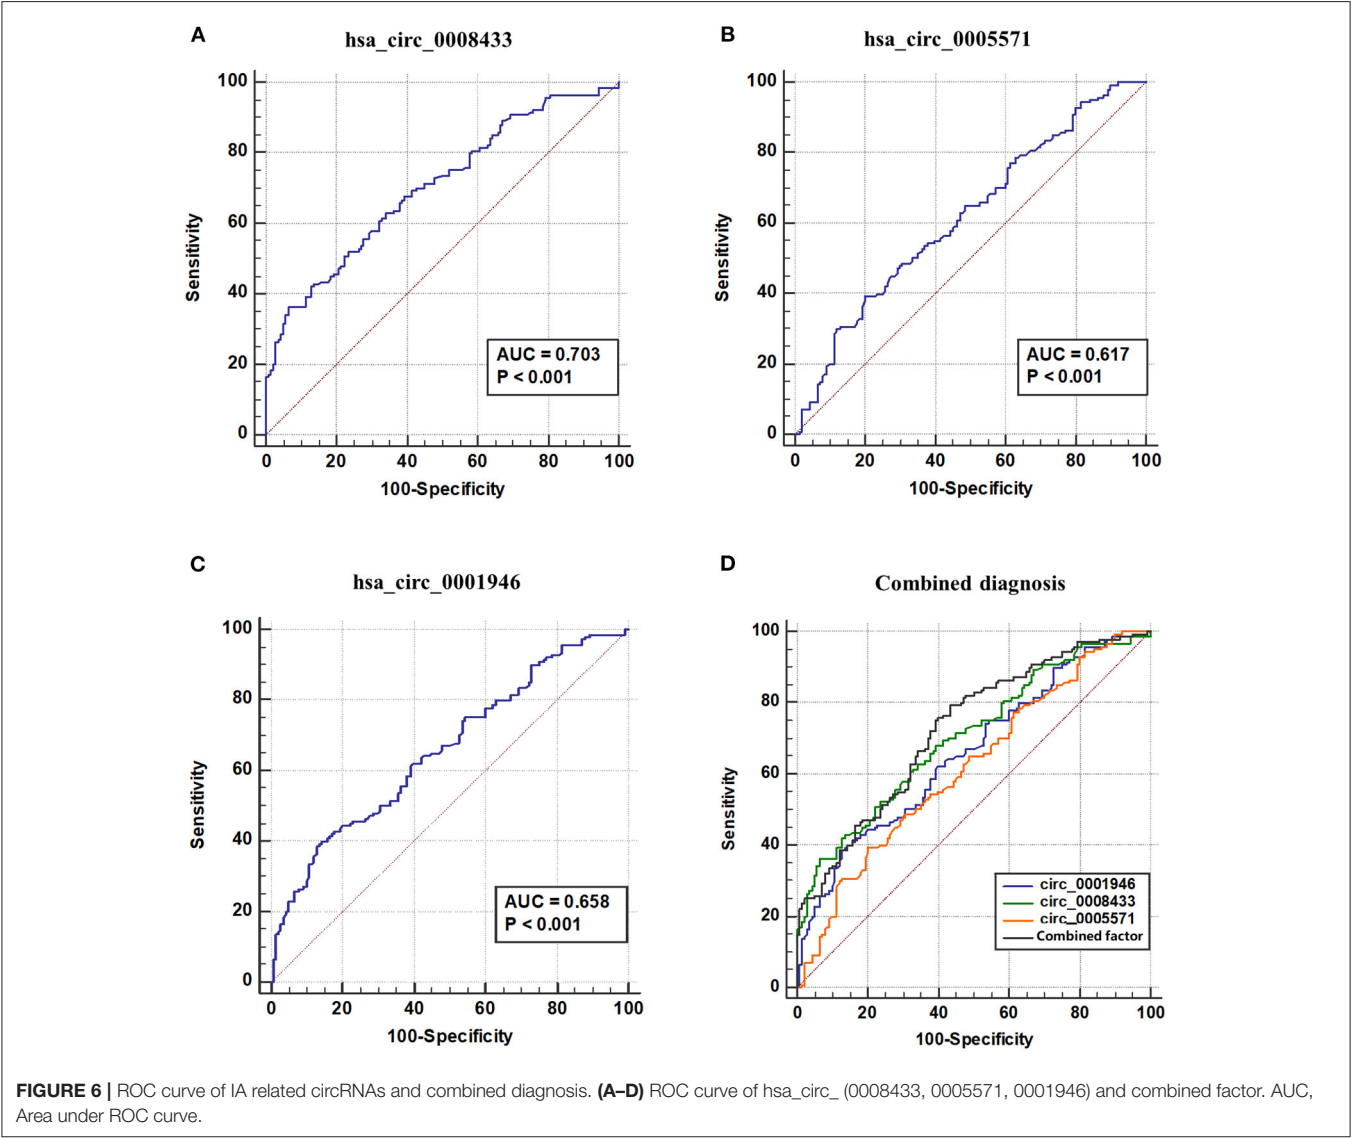 A
hsa_circ_0008433
100
80
60
40
20
0
Sensitivity
AUC = 0.703
P < 0.001
0 20 40 60 80 100
100-Specificity
B
hsa_circ_0005571
100
80
60
40
20
0
Sensitivity
AUC = 0.617
P < 0.001
0 20 40 60 80 100
100-Specificity
C
hsa_circ_0001946
100
80
60
40
20
0
Sensitivity
AUC = 0.658
P < 0.001
0 20 40 60 80 100
100-Specificity
D
Combined diagnosis
100
80
60
40
20
0
Sensitivity
circ_0001946
circ_0008433
circ_0005571
Combined factor
0 20 40 60 80 100
100-Specificity
FIGURE 6 | ROC curve of IA related circRNAs and combined diagnosis. (A–D) ROC curve of hsa_circ_ (0008433, 0005571, 0001946) and combined factor. AUC,
Area under ROC curve.